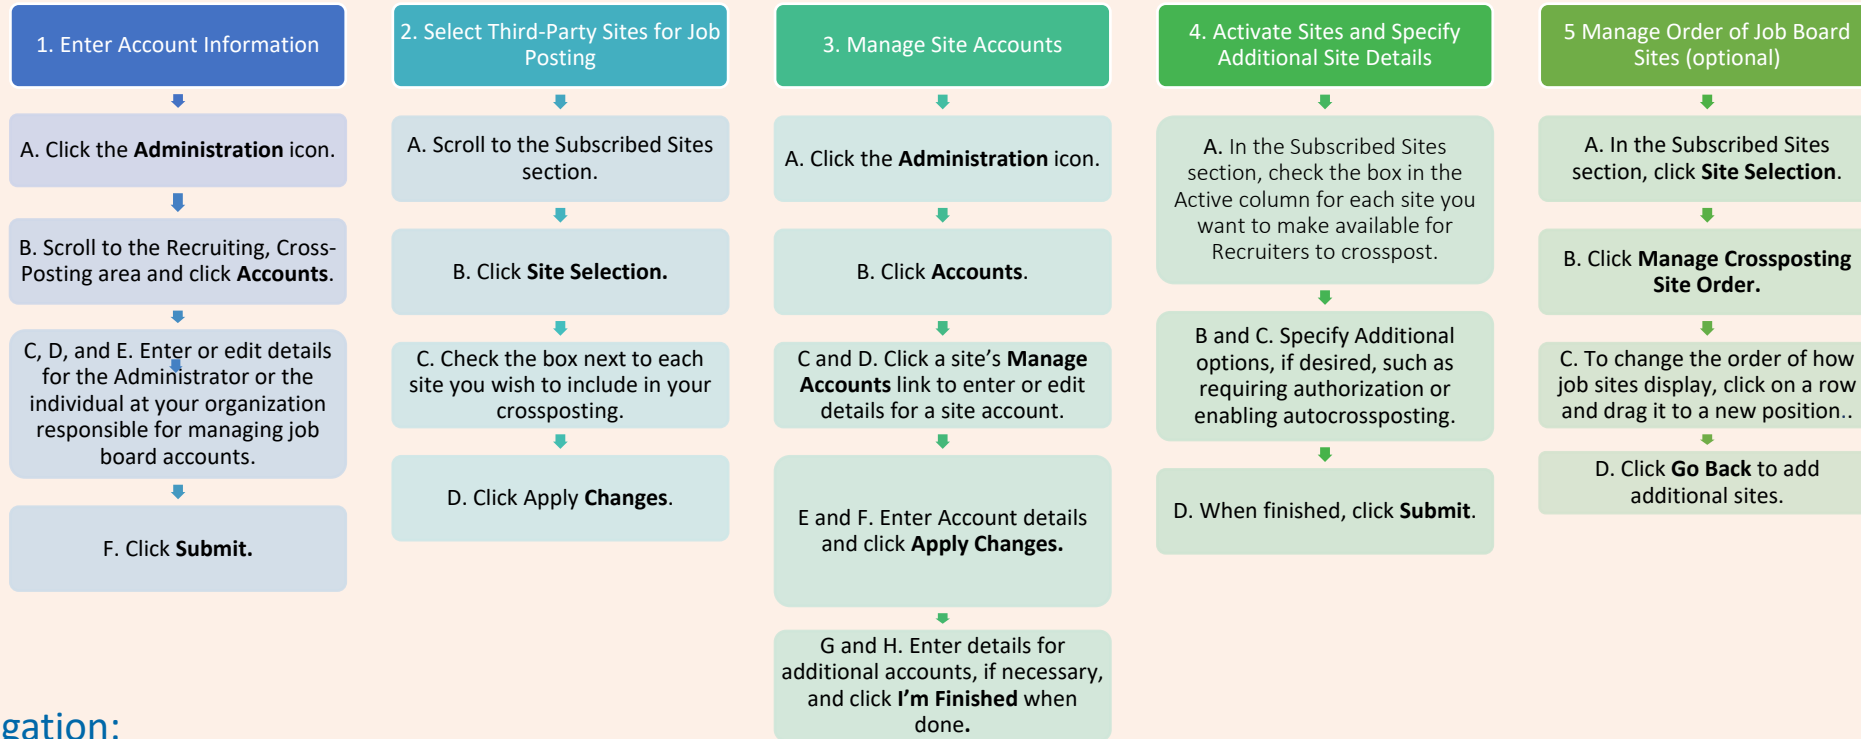 1. Enter Account Information
A. Click the Administration icon.
B. Scroll to the Recruiting, Cross-
Posting area and click Accounts.
C, D, and E. Enter or edit details
for the Administrator or the
individual at your organization
responsible for managing job
board accounts.
F. Click Submit.
2. Select Third-Party Sites for Job
Posting
A. Scroll to the Subscribed Sites
section.
B. Click Site Selection.
C. Check the box next to each
site you wish to include in your
crossposting.
D. Click Apply Changes.
3. Manage Site Accounts
A. Click the Administration icon.
B. Click Accounts.
C and D. Click a site’s Manage
Accounts link to enter or edit
details for a site account.
E and F. Enter Account details
and click Apply Changes.
G and H. Enter details for
additional accounts, if necessary,
and click I’m Finished when
done.
4. Activate Sites and Specify
Additional Site Details
A. In the Subscribed Sites
section, check the box in the
Active column for each site you
want to make available for
Recruiters to crosspost.
B and C. Specify Additional
options, if desired, such as
requiring authorization or
enabling autocrossposting.
D. When finished, click Submit.
5 Manage Order of Job Board
Sites (optional)
A. In the Subscribed Sites
section, click Site Selection.
B. Click Manage Crossposting
Site Order.
C. To change the order of how
job sites display, click on a row
and drag it to a new position..
D. Click Go Back to add
additional sites.
gation: